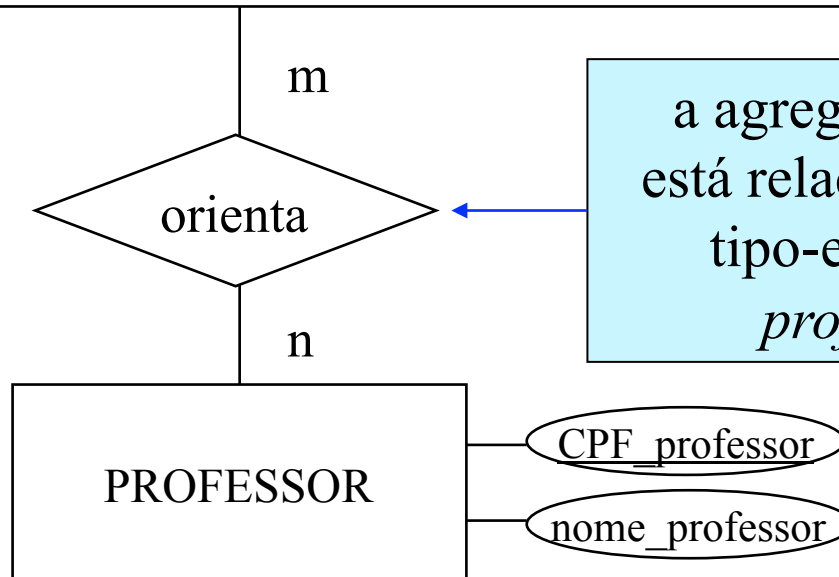 m
orienta
a agreg
está rela
tipo-e
pro
n
PROFESSOR
CPF_professor
nome_professor